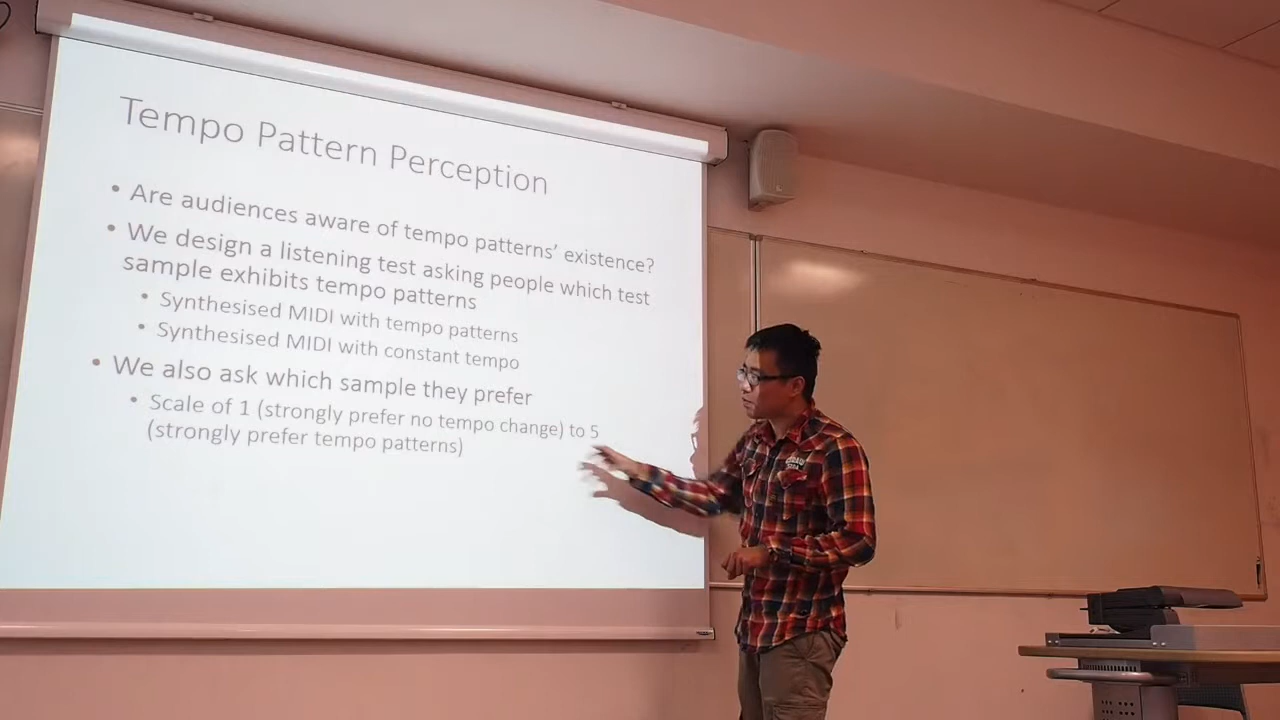 Tempo Pattern Perception
• Are audiences aware of tempo patterns' existence?
• We design a listening test asking people which test
sample exhibits tempo patterns
• Synthesised MIDI with tempo patterns
• Synthesised MIDI with constant tempo
• We also ask which sample they prefer
• Scale of 1 (strongly prefer no tempo change) to 5
(strongly prefer tempo patterns)